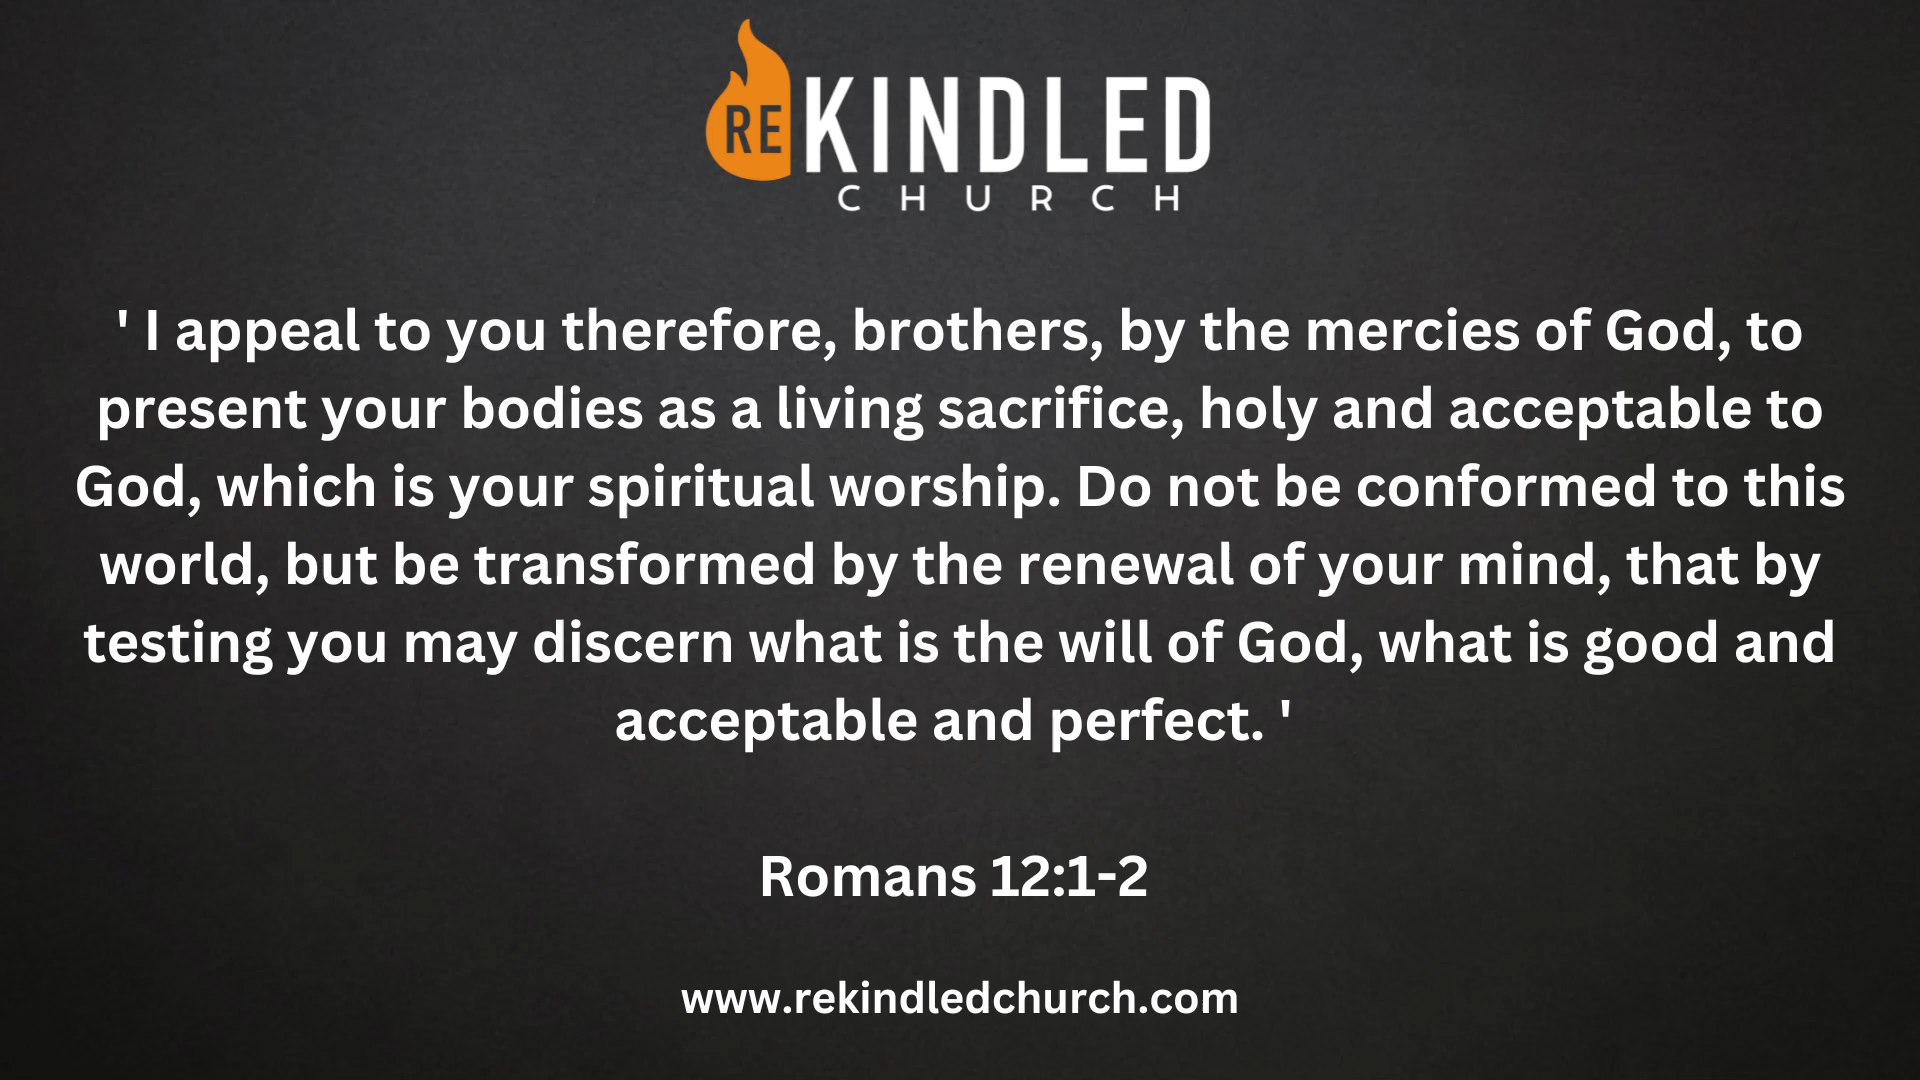 REKINDLED
CHURCH
' I appeal to you therefore, brothers, by the mercies of God, to
present your bodies as a living sacrifice, holy and acceptable to
God, which is your spiritual worship. Do not be conformed to this
world, but be transformed by the renewal of your mind, that by
testing you may discern what is the will of God, what is good and
acceptable and perfect. '
Romans 12:1-2
www.rekindledchurch.com